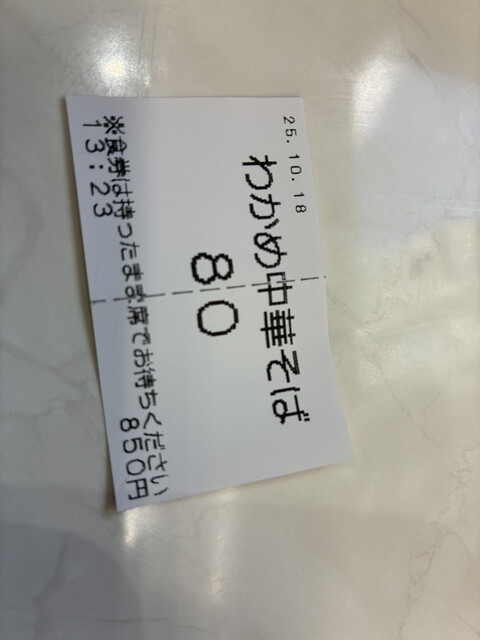 25.10.18
わかめ中華そば
80
※食券は持ったまま席でお待ちください
13:23 850円